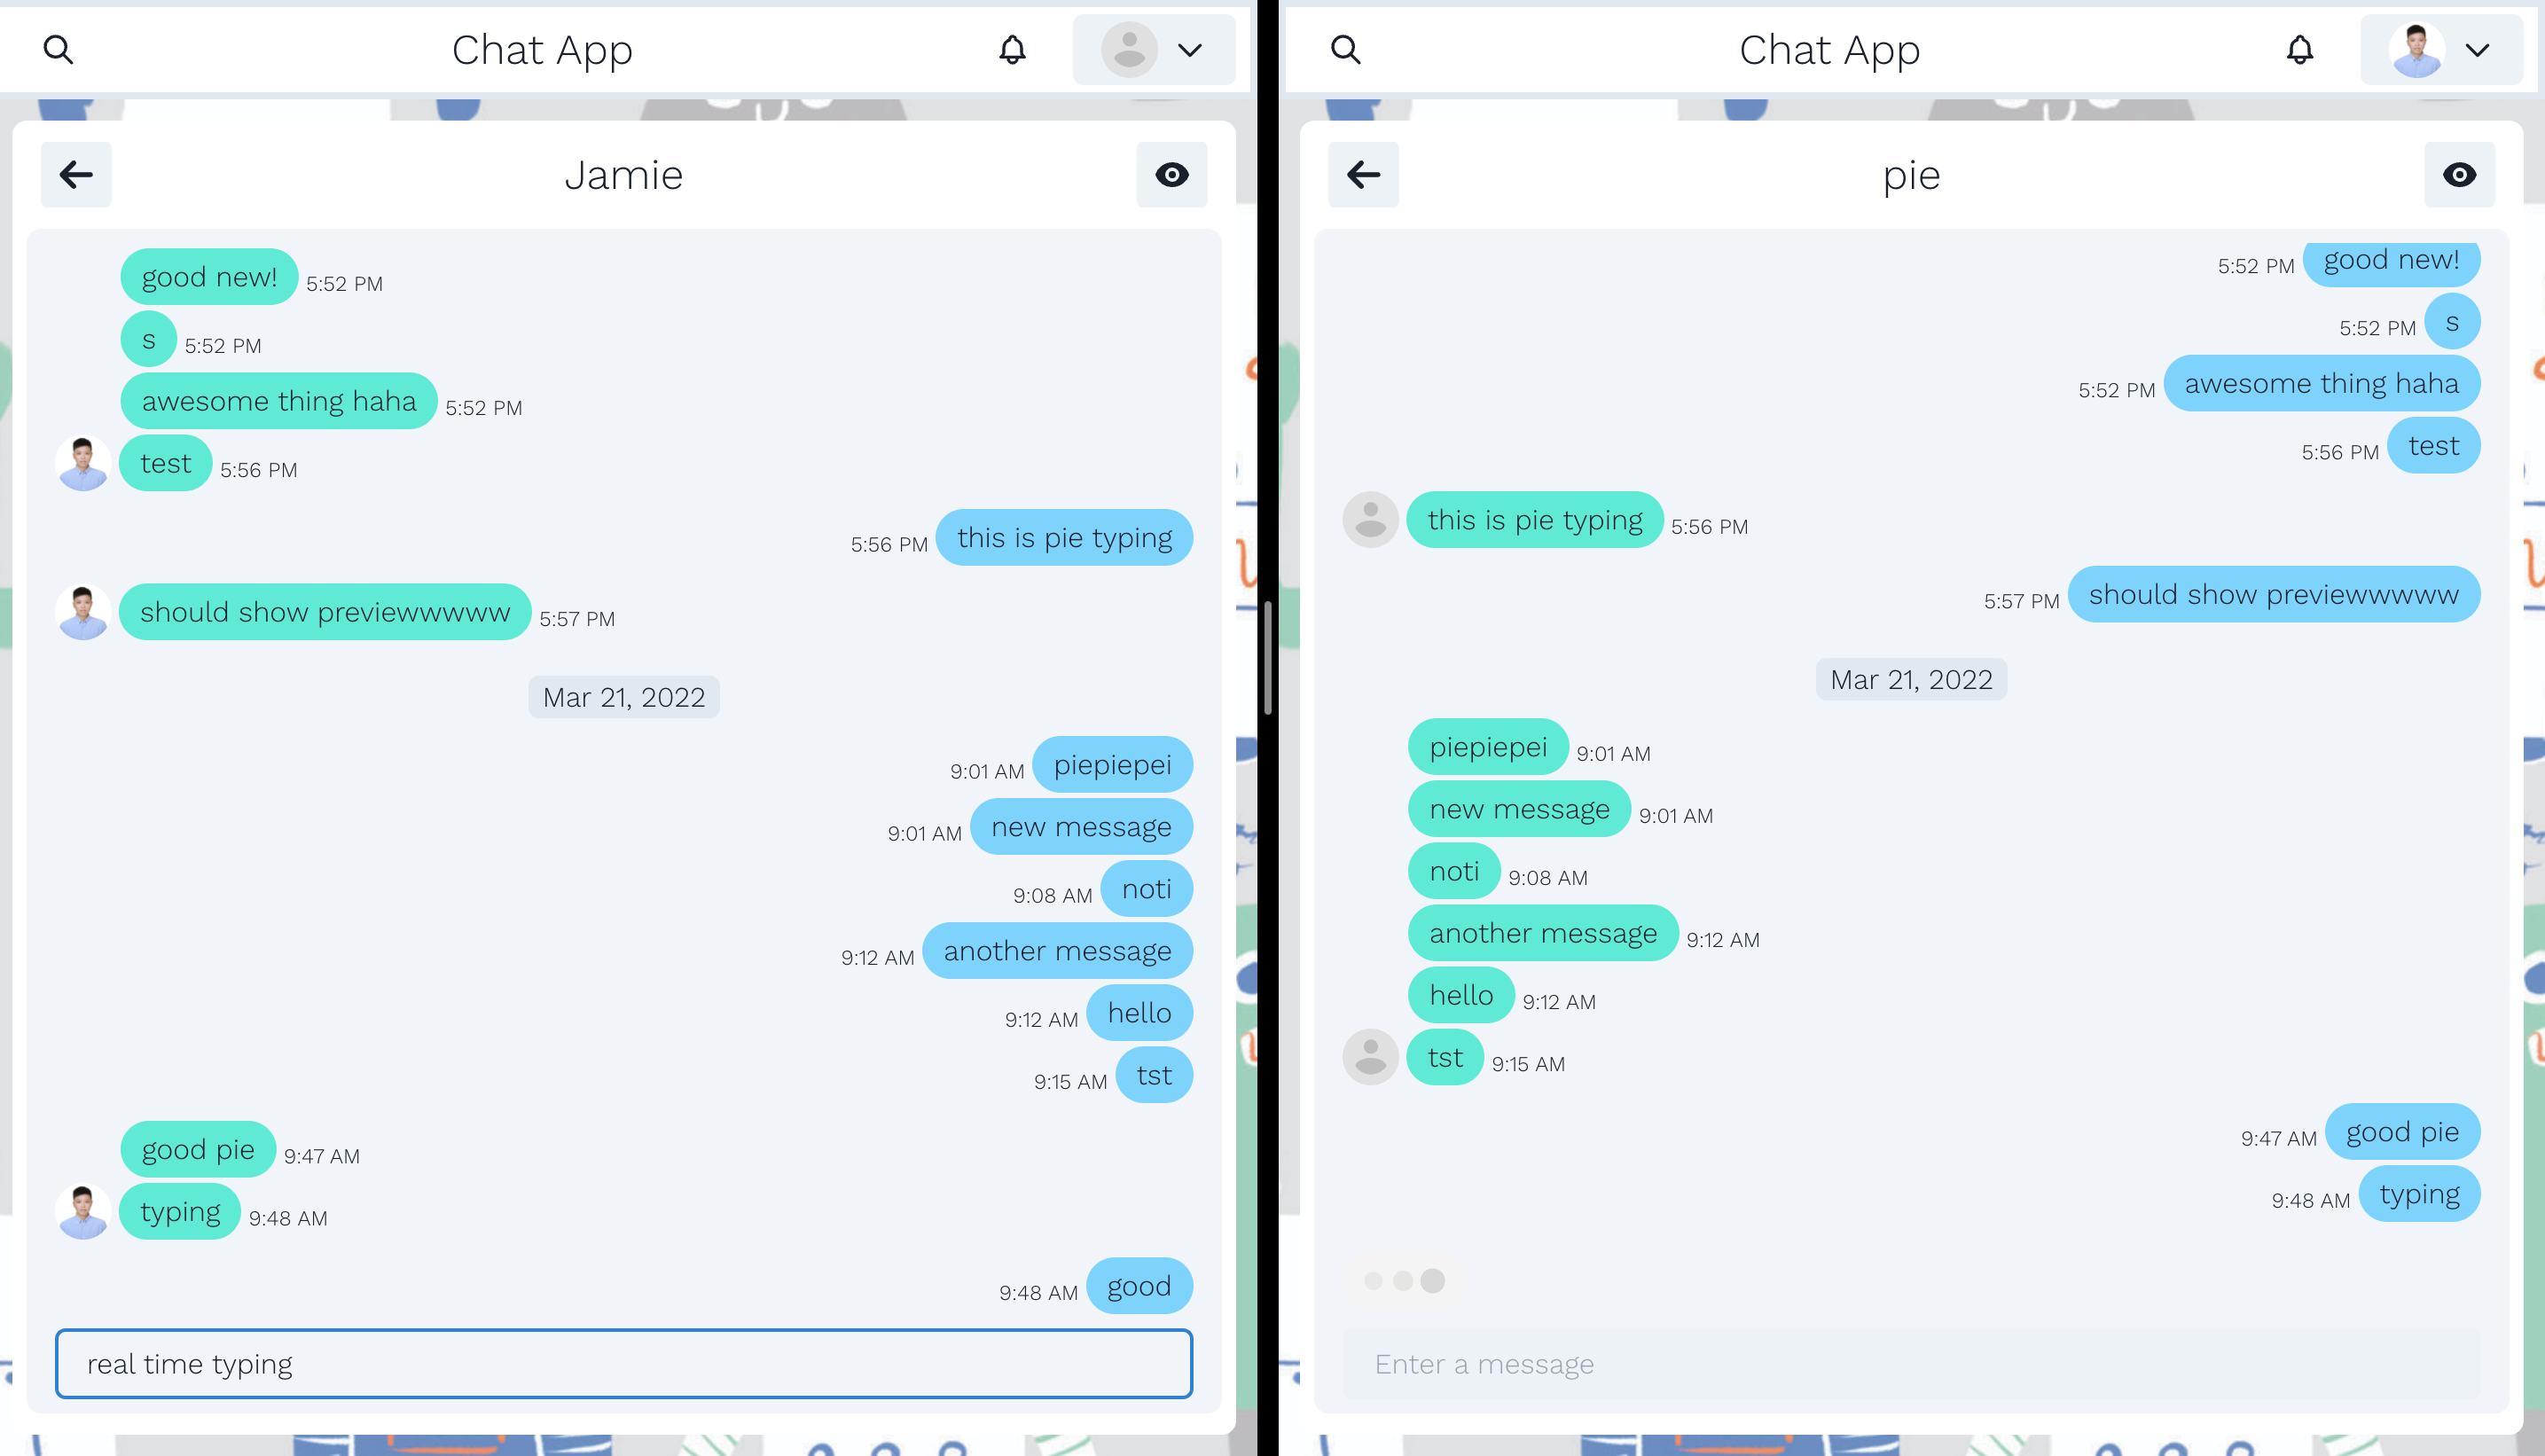 Chat App
Jamie
good new! 5:52 PM
s 5:52 PM
awesome thing haha 5:52 PM
test 5:56 PM
5:56 PM this is pie typing
should show previewwwww 5:57 PM
Mar 21, 2022
9:01 AM piepiepei
9:01 AM new message
9:08 AM noti
9:12 AM another message
9:12 AM hello
9:15 AM tst
good pie 9:47 AM
typing 9:48 AM
9:48 AM good
real time typing
Chat App
pie
5:52 PM good new!
5:52 PM s
5:52 PM awesome thing haha
5:56 PM test
this is pie typing 5:56 PM
5:57 PM should show previewwwww
Mar 21, 2022
piepiepei 9:01 AM
new message 9:01 AM
noti 9:08 AM
another message 9:12 AM
hello 9:12 AM
tst 9:15 AM
9:47 AM good pie
9:48 AM typing
Enter a message